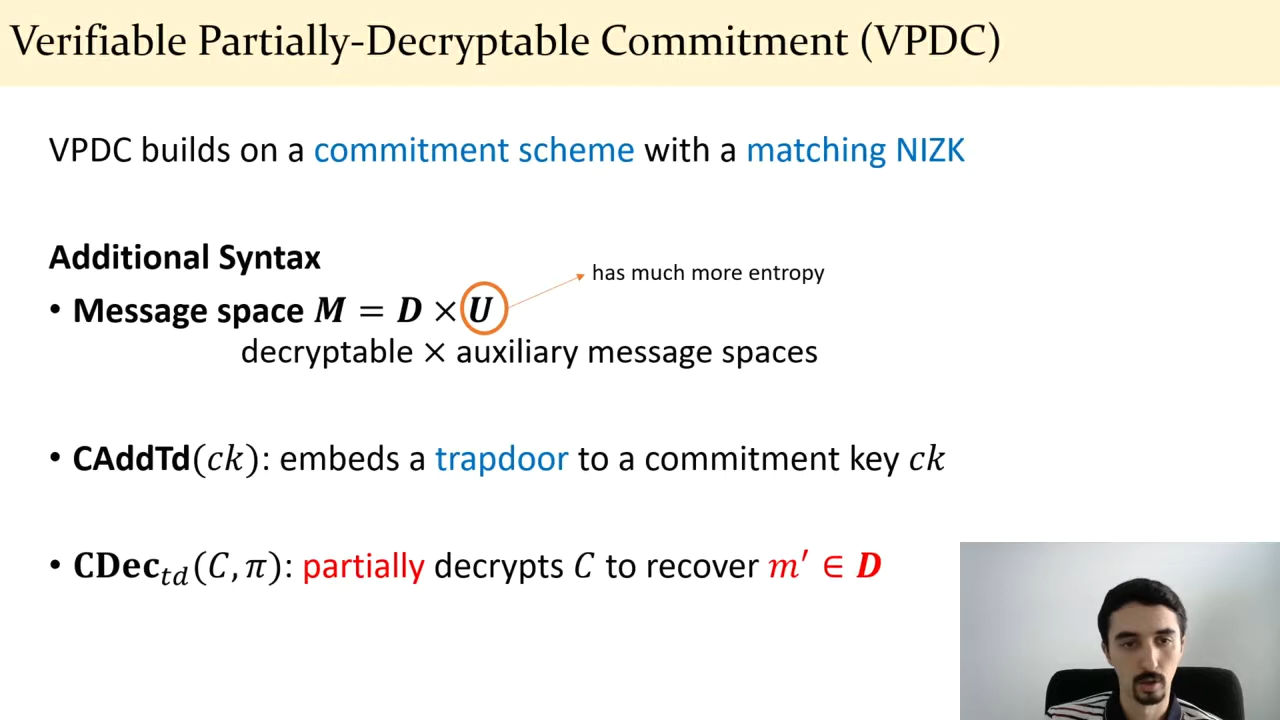 Verifiable Partially-Decryptable Commitment (VPDC)
VPDC builds on a commitment scheme with a matching NIZK
Additional Syntax
has much more entropy
• Message space M = D × U
decryptable × auxiliary message spaces
• CAddTd(ck): embeds a trapdoor to a commitment key ck
• CDec_td(C, π): partially decrypts C to recover m′ ∈ D